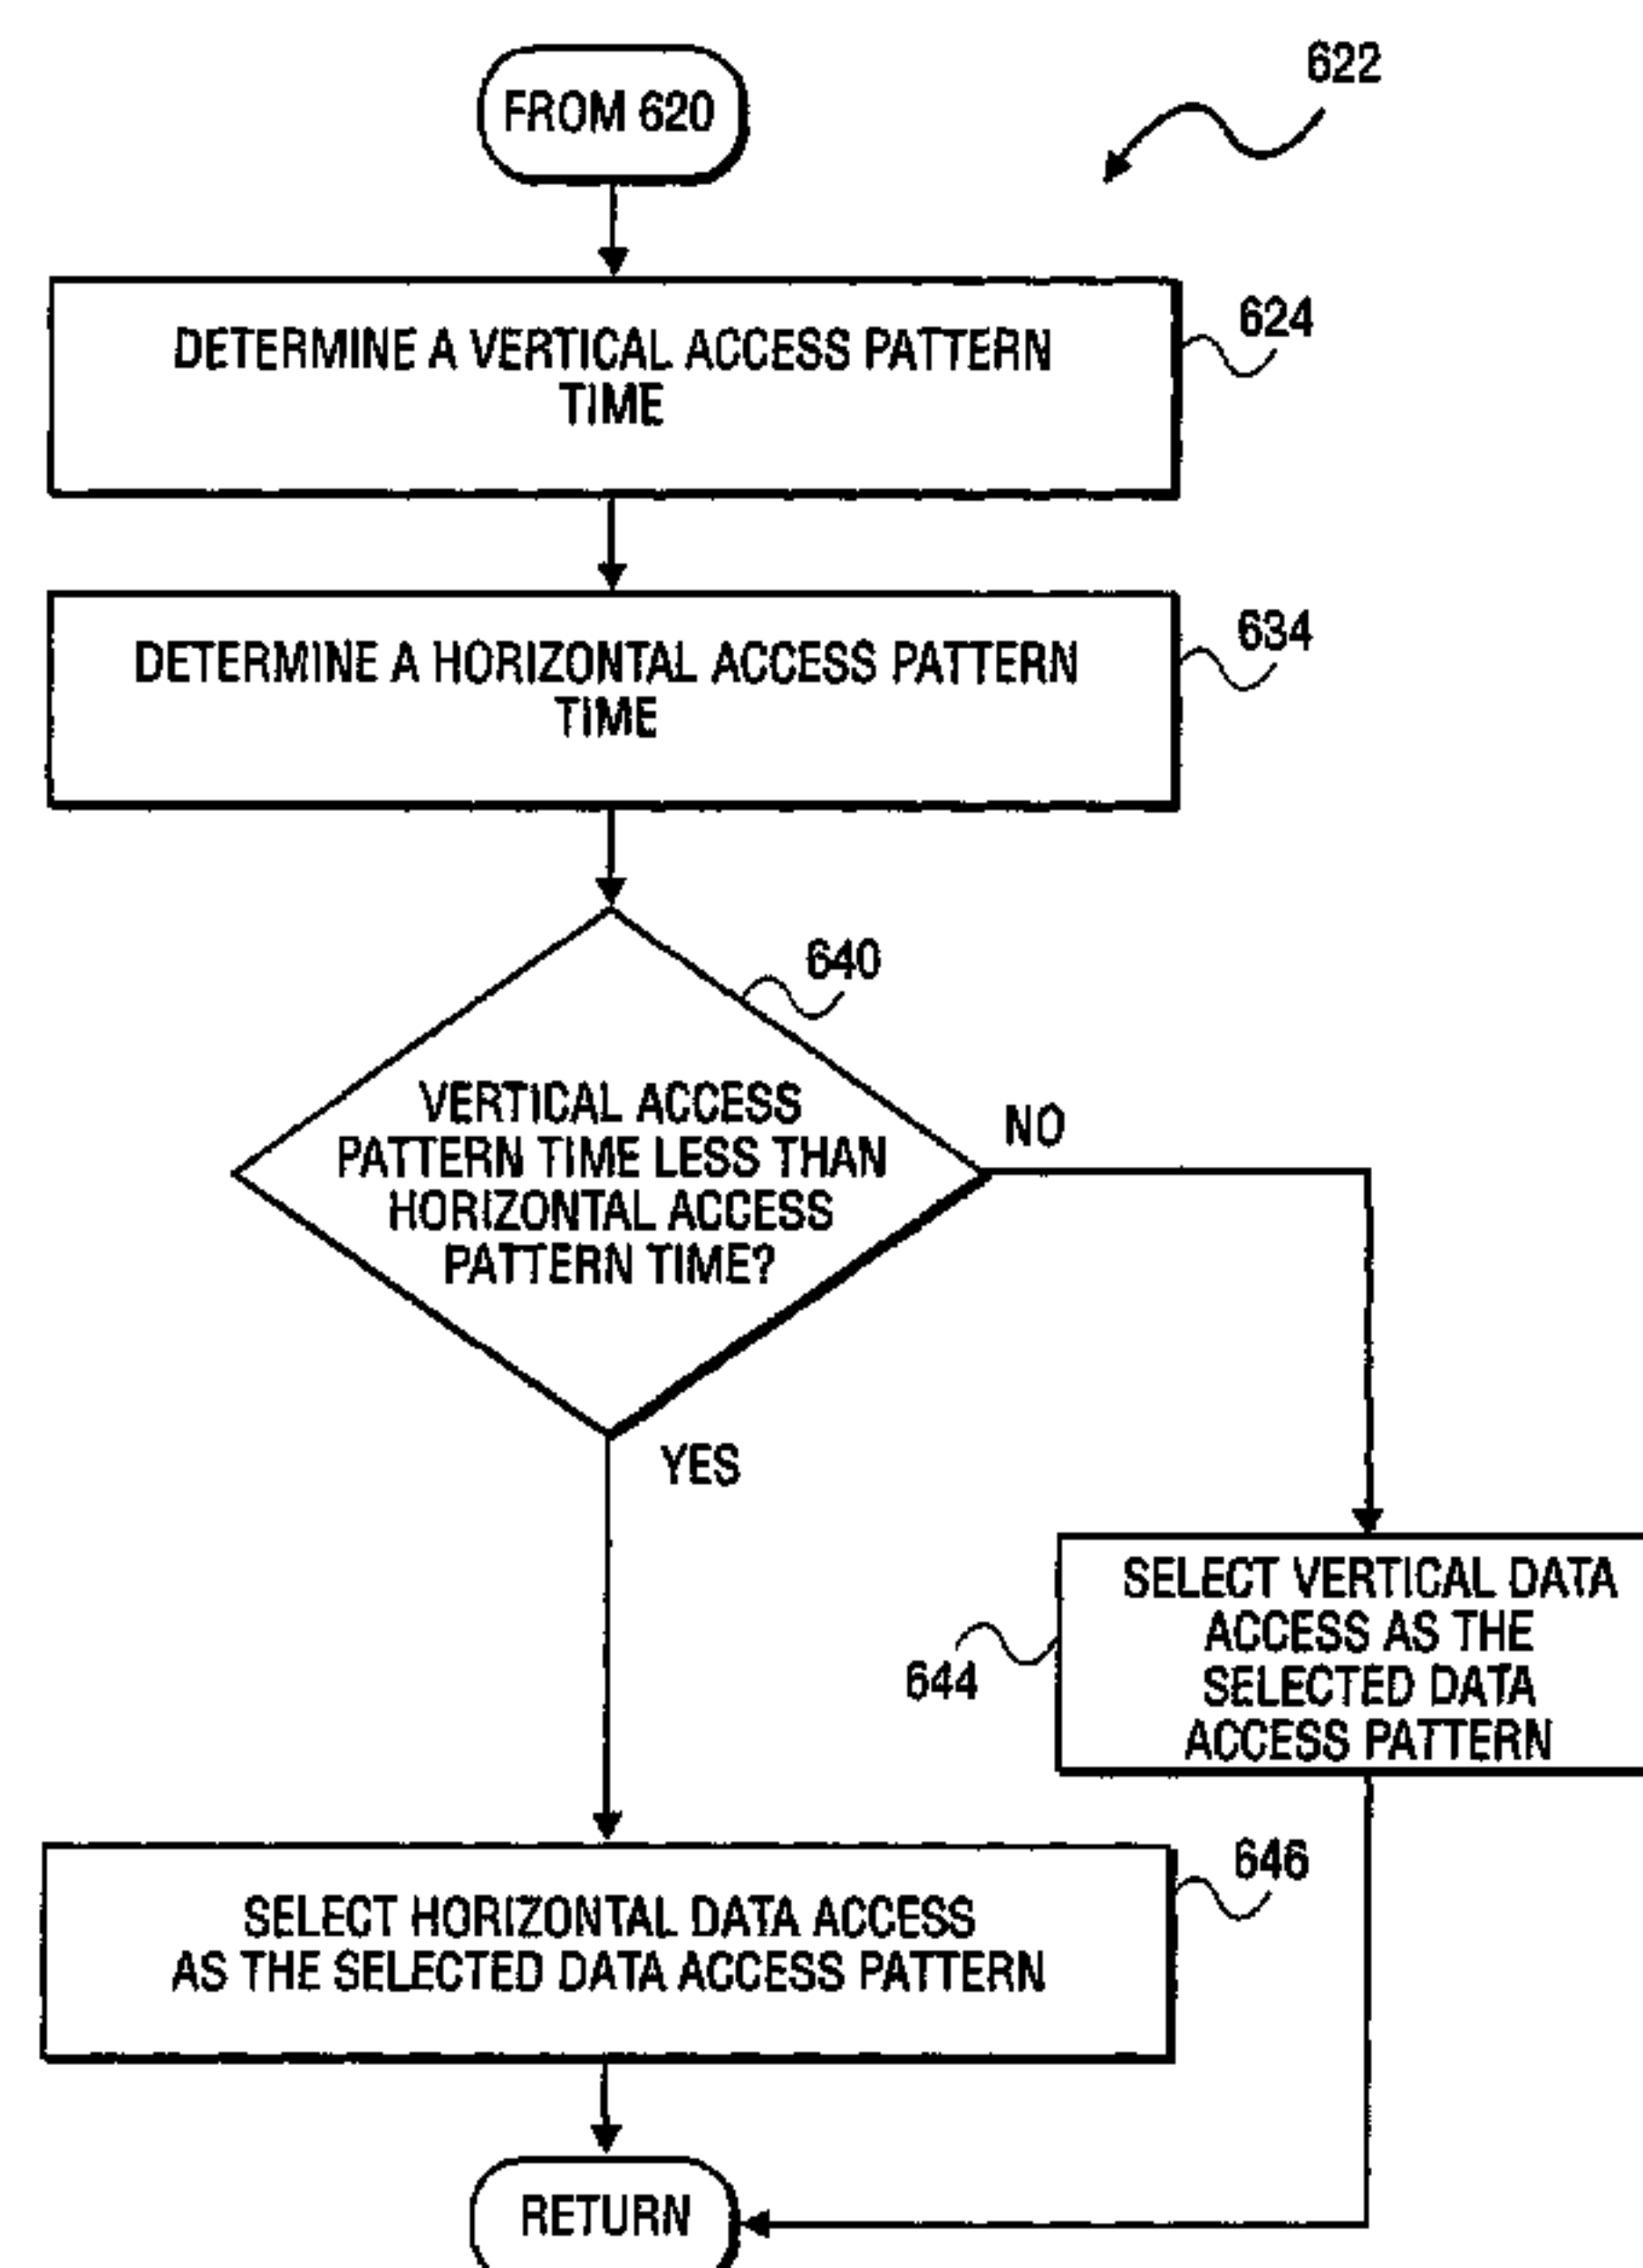 FROM 620
622
DETERMINE A VERTICAL ACCESS PATTERN
TIME
624
DETERMINE A HORIZONTAL ACCESS PATTERN
TIME
634
640
VERTICAL ACCESS
PATTERN TIME LESS THAN
HORIZONTAL ACCESS
PATTERN TIME?
NO
YES
SELECT VERTICAL DATA
ACCESS AS THE
SELECTED DATA
ACCESS PATTERN
644
646
SELECT HORIZONTAL DATA ACCESS
AS THE SELECTED DATA ACCESS PATTERN
RETURN